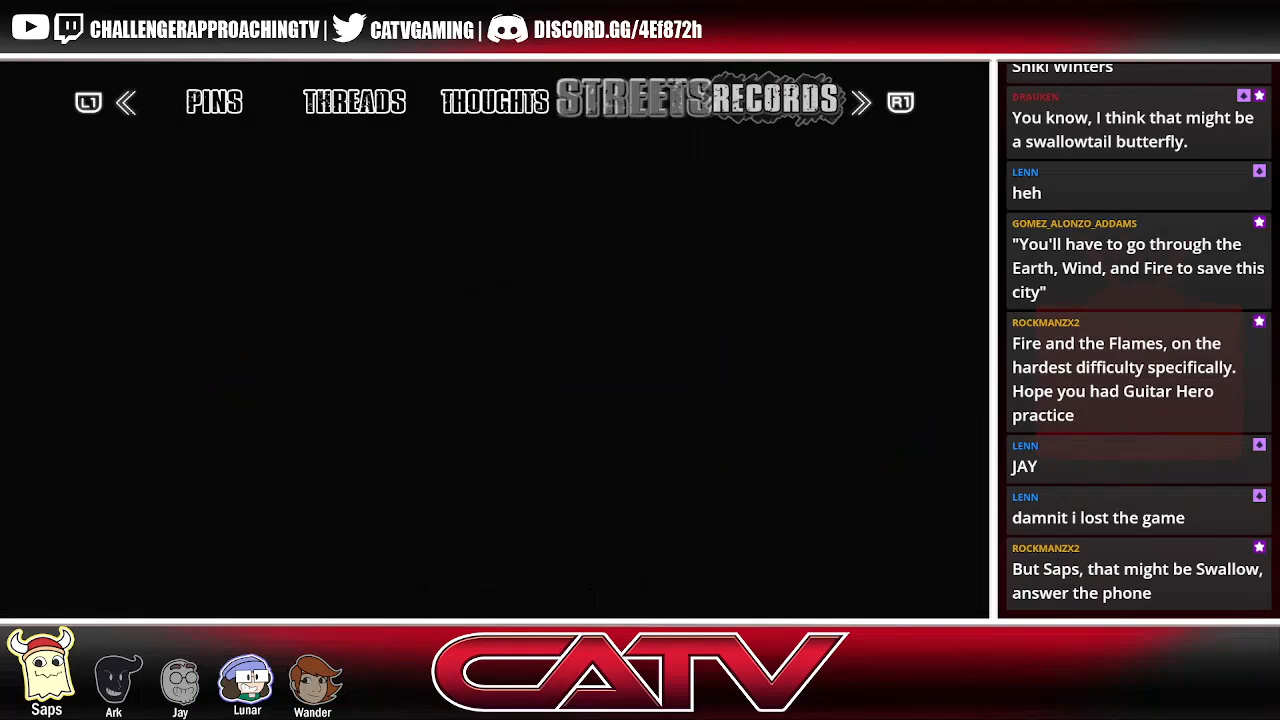 CHALLENGERAPPROACHINGTV | CATVGAMING | DISCORD.GG/4Ef872h
L1 PINS THREADS THOUGHTS STREETS RECORDS R1
Shiki Winters
DRAUKEN
You know, I think that might be
a swallowtail butterfly.
LENN
heh
GOMEZ_ALONZO_ADDAMS
"You'll have to go through the
Earth, Wind, and Fire to save this
city"
ROCKMANZX2
Fire and the Flames, on the
hardest difficulty specifically.
Hope you had Guitar Hero
practice
LENN
JAY
LENN
damnit i lost the game
ROCKMANZX2
But Saps, that might be Swallow,
answer the phone
CATV
Saps Ark Jay Lunar Wander